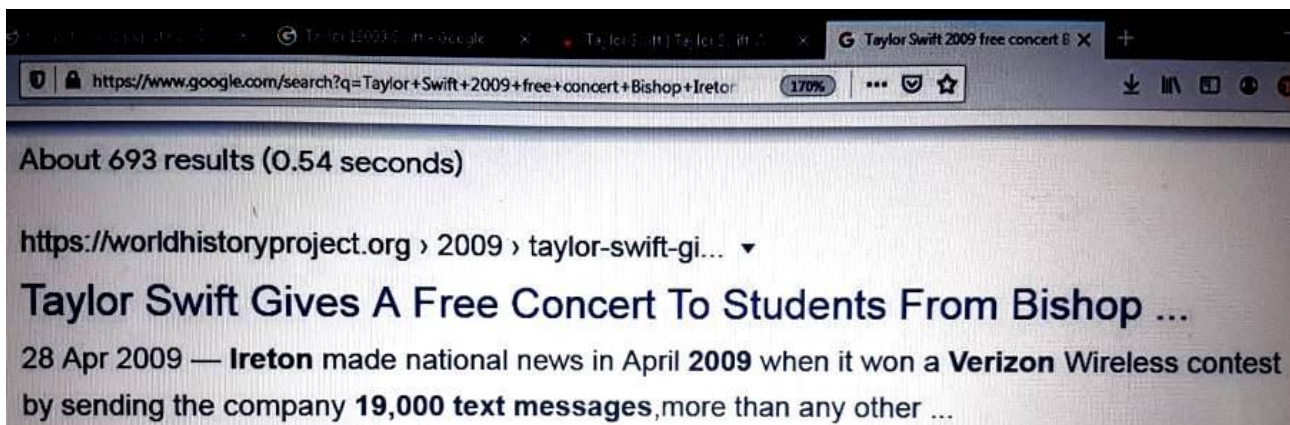 Taylor Swift 2009 free concert B
https://www.google.com/search?q=Taylor+Swift+2009+free+concert+Bishop+Ireton
170%
About 693 results (0.54 seconds)
https://worldhistoryproject.org › 2009 › taylor-swift-gi...
Taylor Swift Gives A Free Concert To Students From Bishop ...
28 Apr 2009 — Ireton made national news in April 2009 when it won a Verizon Wireless contest
by sending the company 19,000 text messages,more than any other ...